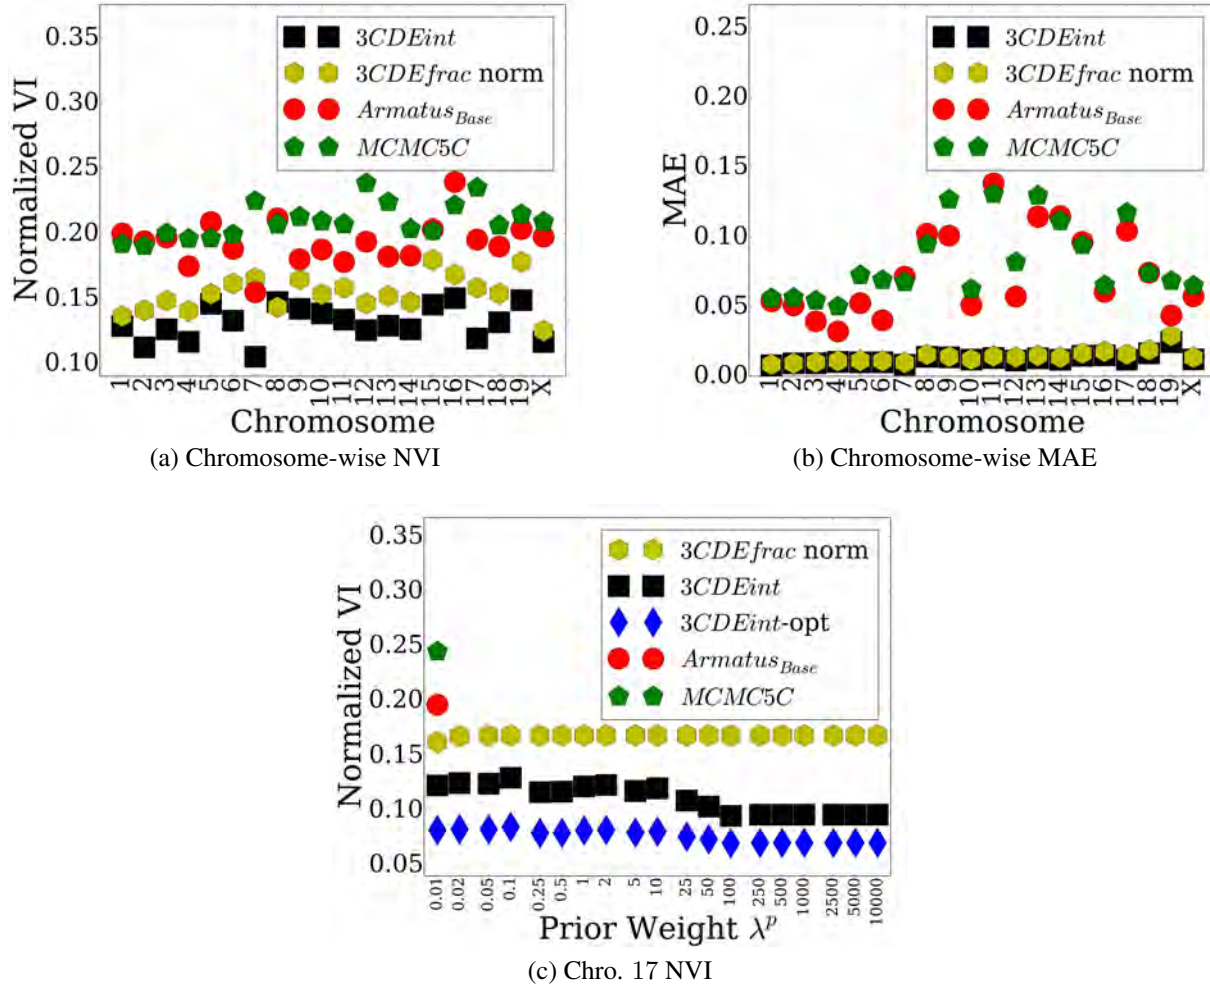 0.35
0.30
0.25
0.20
0.15
0.10
Normalized VI
3CDEint
3CDEfrac norm
Armatus_Base
MCMC5C
1 2 3 4 5 6 7 8 9 10 11 12 13 14 15 16 17 18 19 X
Chromosome
(a) Chromosome-wise NVI
0.25
0.20
0.15
0.10
0.05
0.00
MAE
3CDEint
3CDEfrac norm
Armatus_Base
MCMC5C
1 2 3 4 5 6 7 8 9 10 11 12 13 14 15 16 17 18 19 X
Chromosome
(b) Chromosome-wise MAE
0.35
0.30
0.25
0.20
0.15
0.10
0.05
Normalized VI
3CDEfrac norm
3CDEint
3CDEint-opt
Armatus_Base
MCMC5C
0.01 0.02 0.05 0.1 0.25 0.5 1 2 5 10 25 50 100 250 500 1000 2500 5000 10000
Prior Weight λ^p
(c) Chro. 17 NVI